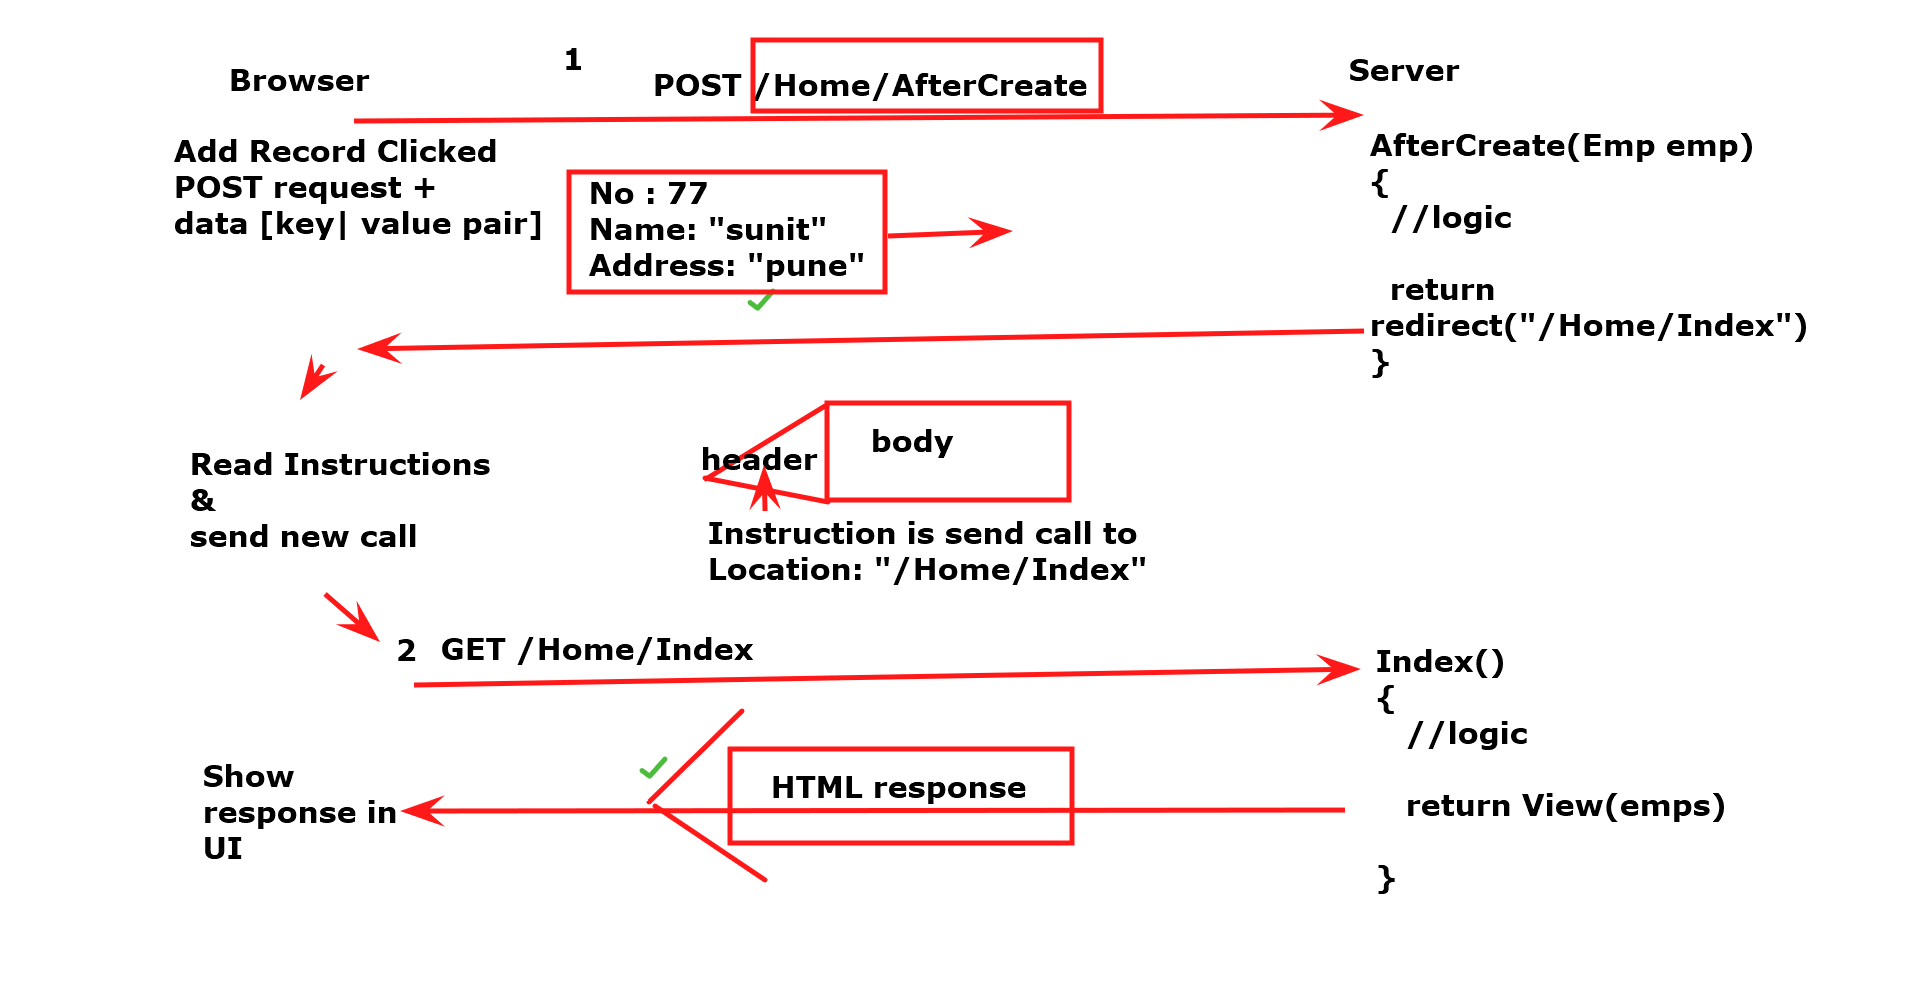 Browser
1
POST /Home/AfterCreate
Server
Add Record Clicked
POST request +
data [key| value pair]
No : 77
Name: "sunit"
Address: "pune"
AfterCreate(Emp emp)
{
//logic
return
redirect("/Home/Index")
}
Read Instructions
&
send new call
header
body
Instruction is send call to
Location: "/Home/Index"
2 GET /Home/Index
Index()
{
//logic
return View(emps)
}
Show
response in
UI
HTML response